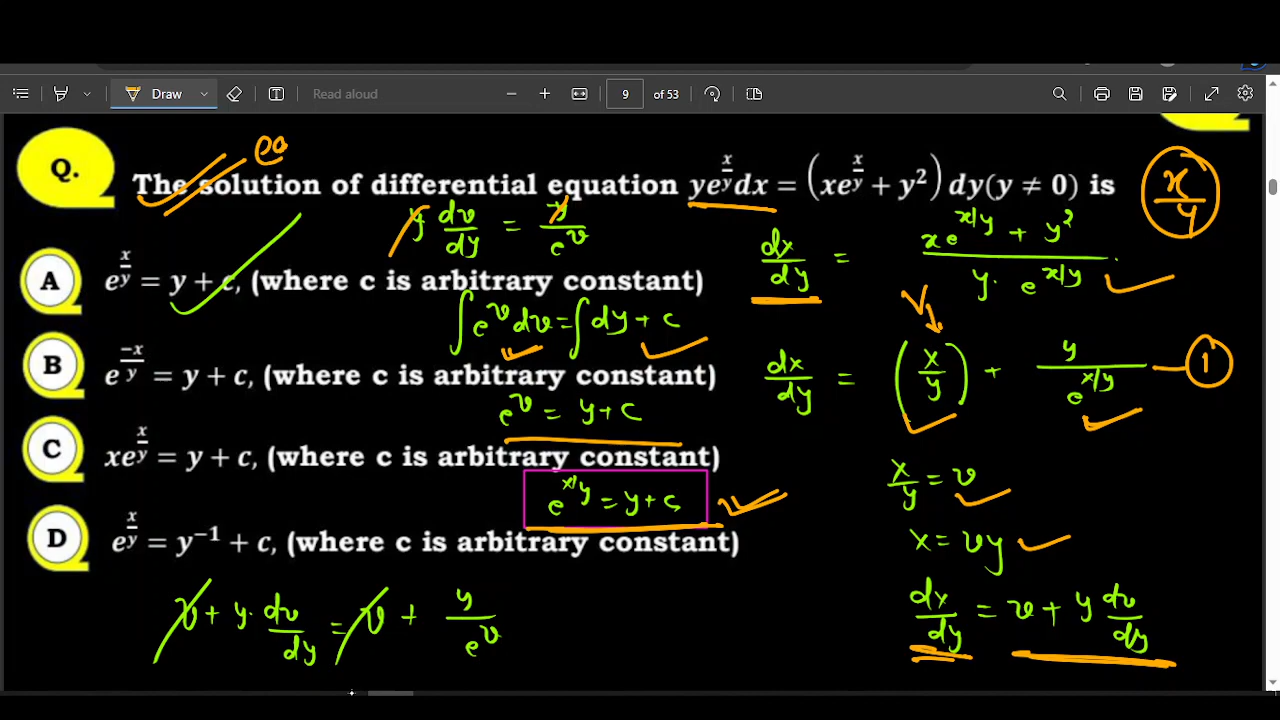 Draw
Read aloud
9 of 53
Q. The solution of differential equation ye^{x/y}dx = (xe^{x/y} + y²) dy(y ≠ 0) is
x/y
A e^{x/y} = y + c, (where c is arbitrary constant)
B e^{-x/y} = y + c, (where c is arbitrary constant)
C xe^{x/y} = y + c, (where c is arbitrary constant)
D e^{x/y} = y⁻¹ + c, (where c is arbitrary constant)
dx/dy = (x e^{x/y} + y²)/(y · e^{x/y})
dx/dy = (x/y) + y/e^{x/y} — 1
v
x/y = v
x = vy
dx/dy = v + y dv/dy
v + y · dv/dy = v + y/e^v
y dv/dy = y/e^v
∫e^v dv = ∫dy + c
e^v = y + c
e^{x/y} = y + c